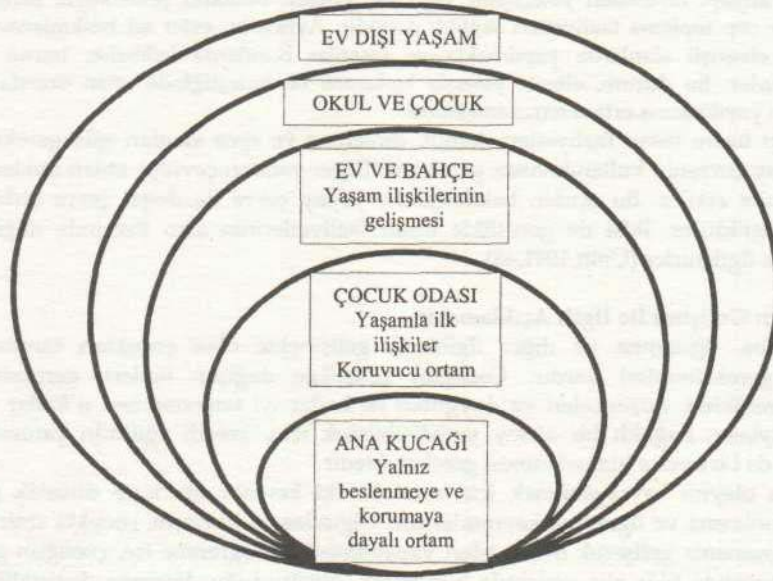 EV DIŞI YAŞAM
OKUL VE ÇOCUK
EV VE BAHÇE
Yaşam ilişkilerinin
gelişmesi
ÇOCUK ODASI
Yaşamla ilk
ilişkiler
Koruvucu ortam
ANA KUCAĞI
Yalnız
beslenmeye ve
korumaya
dayalı ortam